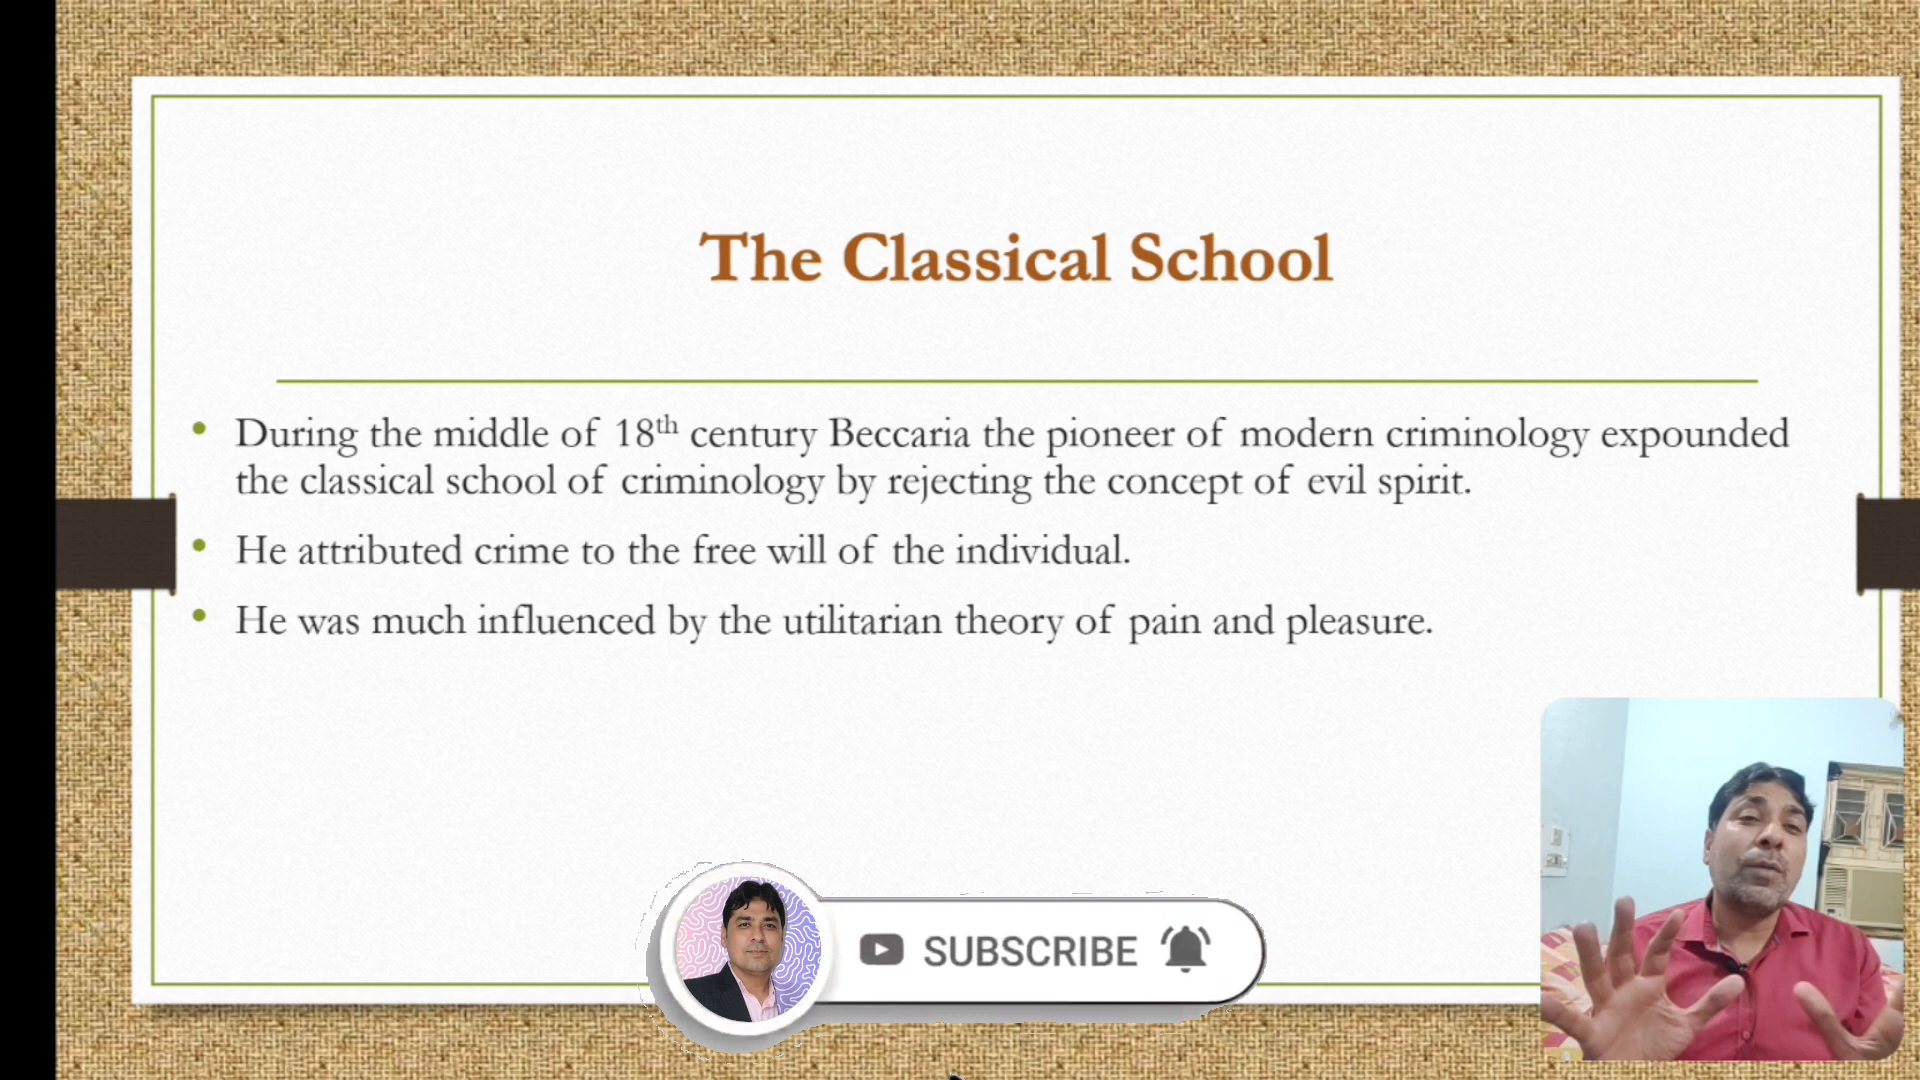 The Classical School
During the middle of 18th century Beccaria the pioneer of modern criminology expounded
the classical school of criminology by rejecting the concept of evil spirit.
He attributed crime to the free will of the individual.
He was much influenced by the utilitarian theory of pain and pleasure.
SUBSCRIBE